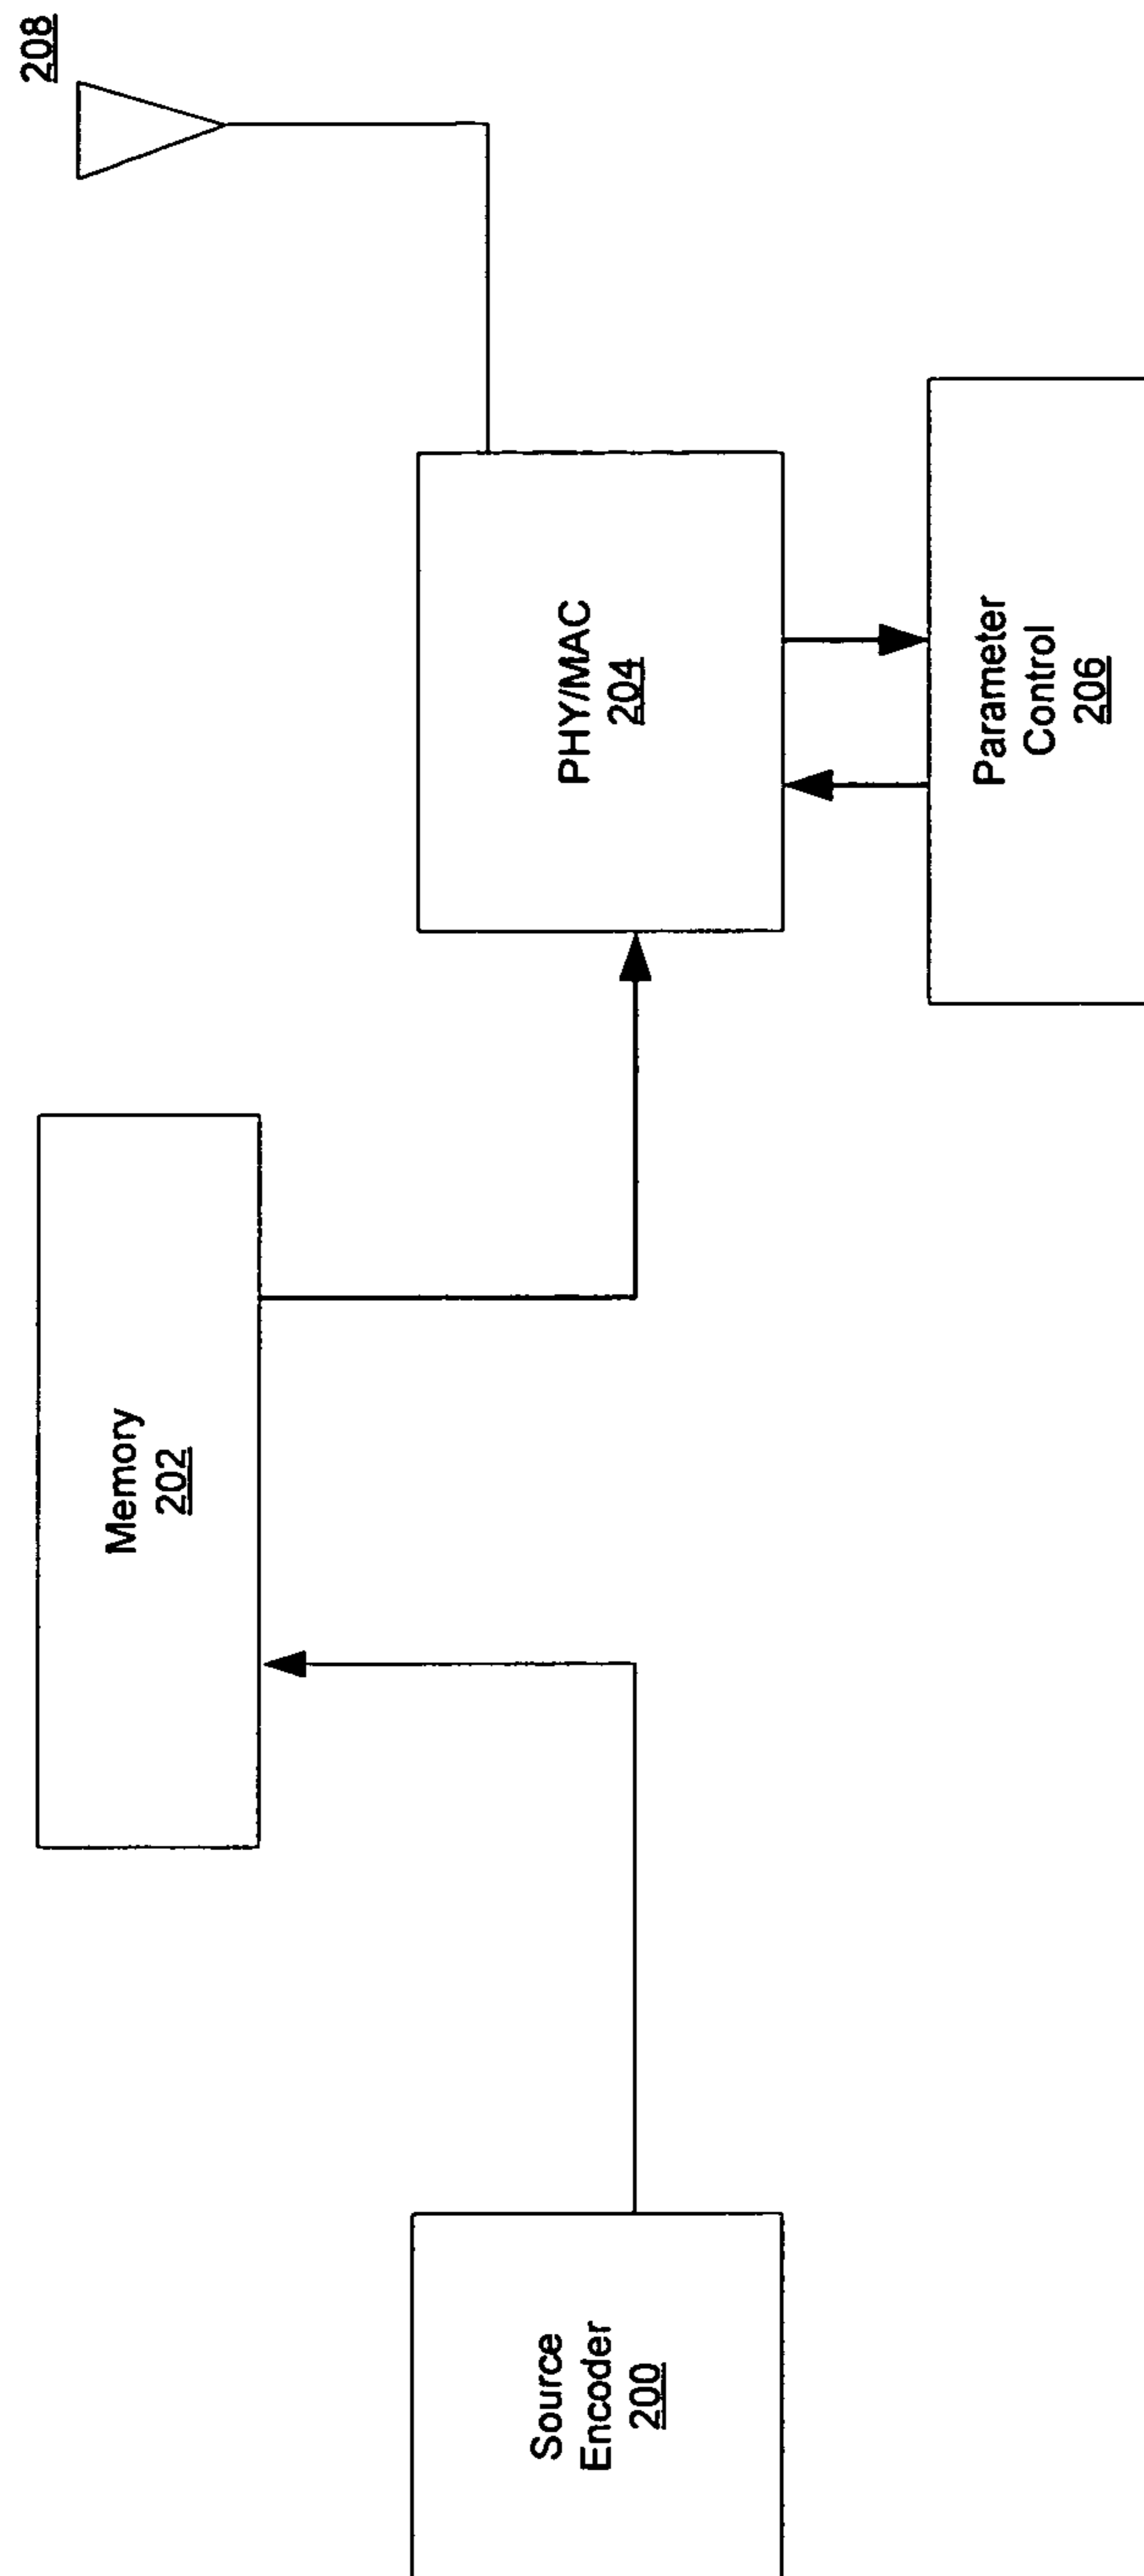 208
Memory
202
PHY/MAC
204
Parameter
Control
206
Source
Encoder
200